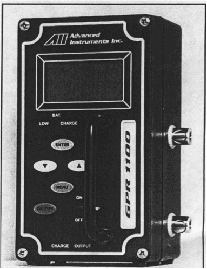 AII Advanced
Instruments Inc.
BAT.
LOW CHARGE
ENTER
MENU
ON
OFF
GPR 1100
CHARGE OUTPUT